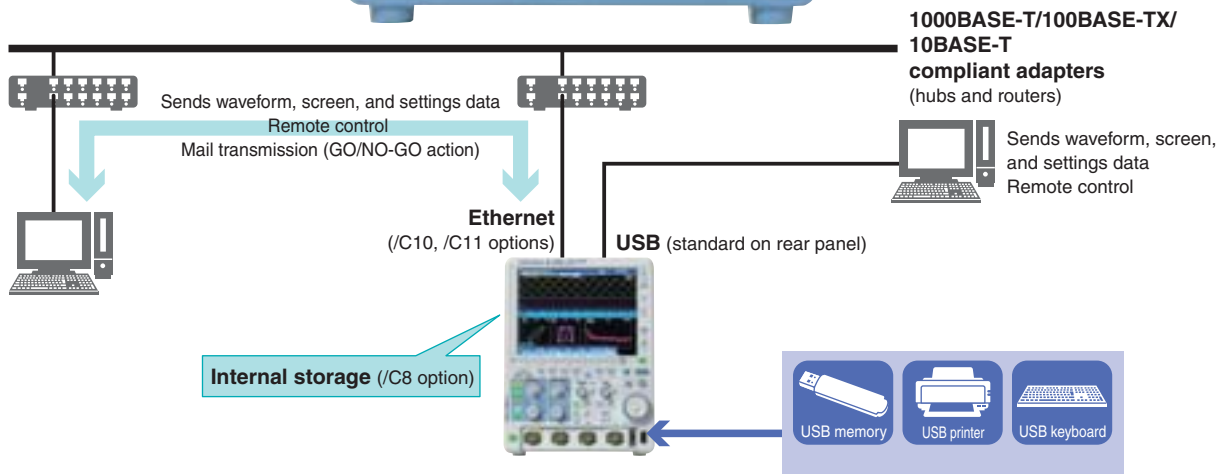 1000BASE-T/100BASE-TX/
10BASE-T
compliant adapters
(hubs and routers)
Sends waveform, screen, and settings data
Remote control
Mail transmission (GO/NO-GO action)
Sends waveform, screen,
and settings data
Remote control
Ethernet
(/C10, /C11 options)
USB (standard on rear panel)
Internal storage (/C8 option)
USB memory
USB printer
USB keyboard